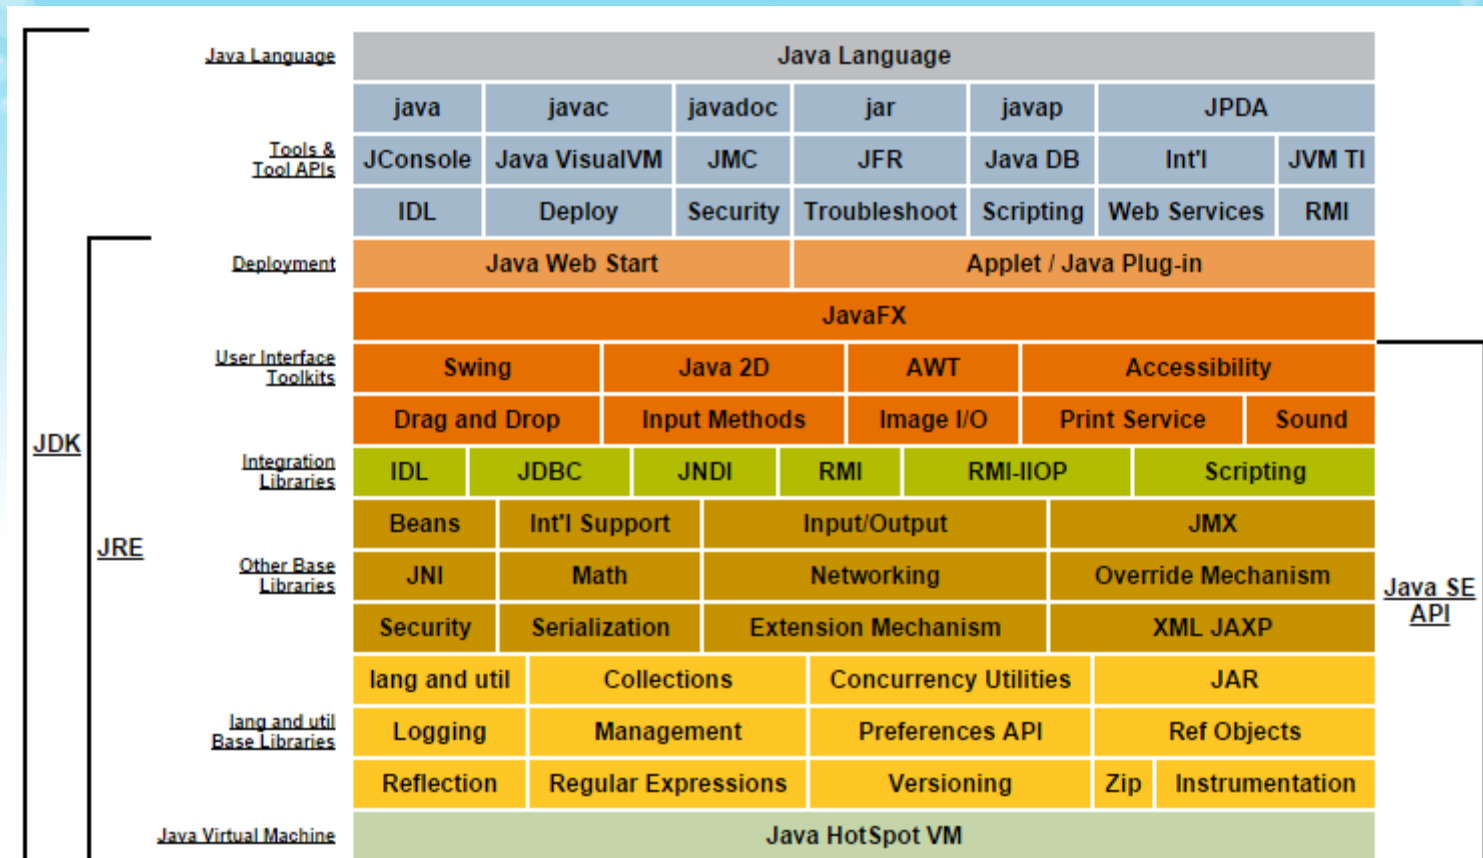 Java Language Java Language
java javac javadoc jar javap JPDA
Tools &
Tool APIs
JConsole Java VisualVM JMC JFR Java DB Int'l JVM TI
IDL Deploy Security Troubleshoot Scripting Web Services RMI
Deployment Java Web Start Applet / Java Plug-in
JavaFX
User Interface
Toolkits
Swing Java 2D AWT Accessibility
Drag and Drop Input Methods Image I/O Print Service Sound
JDK
Integration
Libraries
IDL JDBC JNDI RMI RMI-IIOP Scripting
Beans Int'l Support Input/Output JMX
JRE
Other Base
Libraries
JNI Math Networking Override Mechanism
Java SE
API
Security Serialization Extension Mechanism XML JAXP
lang and util Collections Concurrency Utilities JAR
lang and util
Base Libraries
Logging Management Preferences API Ref Objects
Reflection Regular Expressions Versioning Zip Instrumentation
Java Virtual Machine Java HotSpot VM